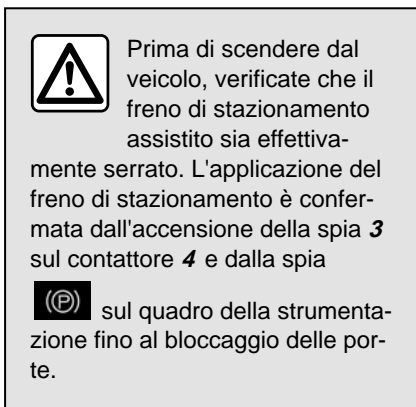 Prima di scendere dal
veicolo, verificate che il
freno di stazionamento
assistito sia effettiva-
mente serrato. L'applicazione del
freno di stazionamento è confer-
mata dall'accensione della spia 3
sul contattore 4 e dalla spia
(P) sul quadro della strumenta-
zione fino al bloccaggio delle por-
te.